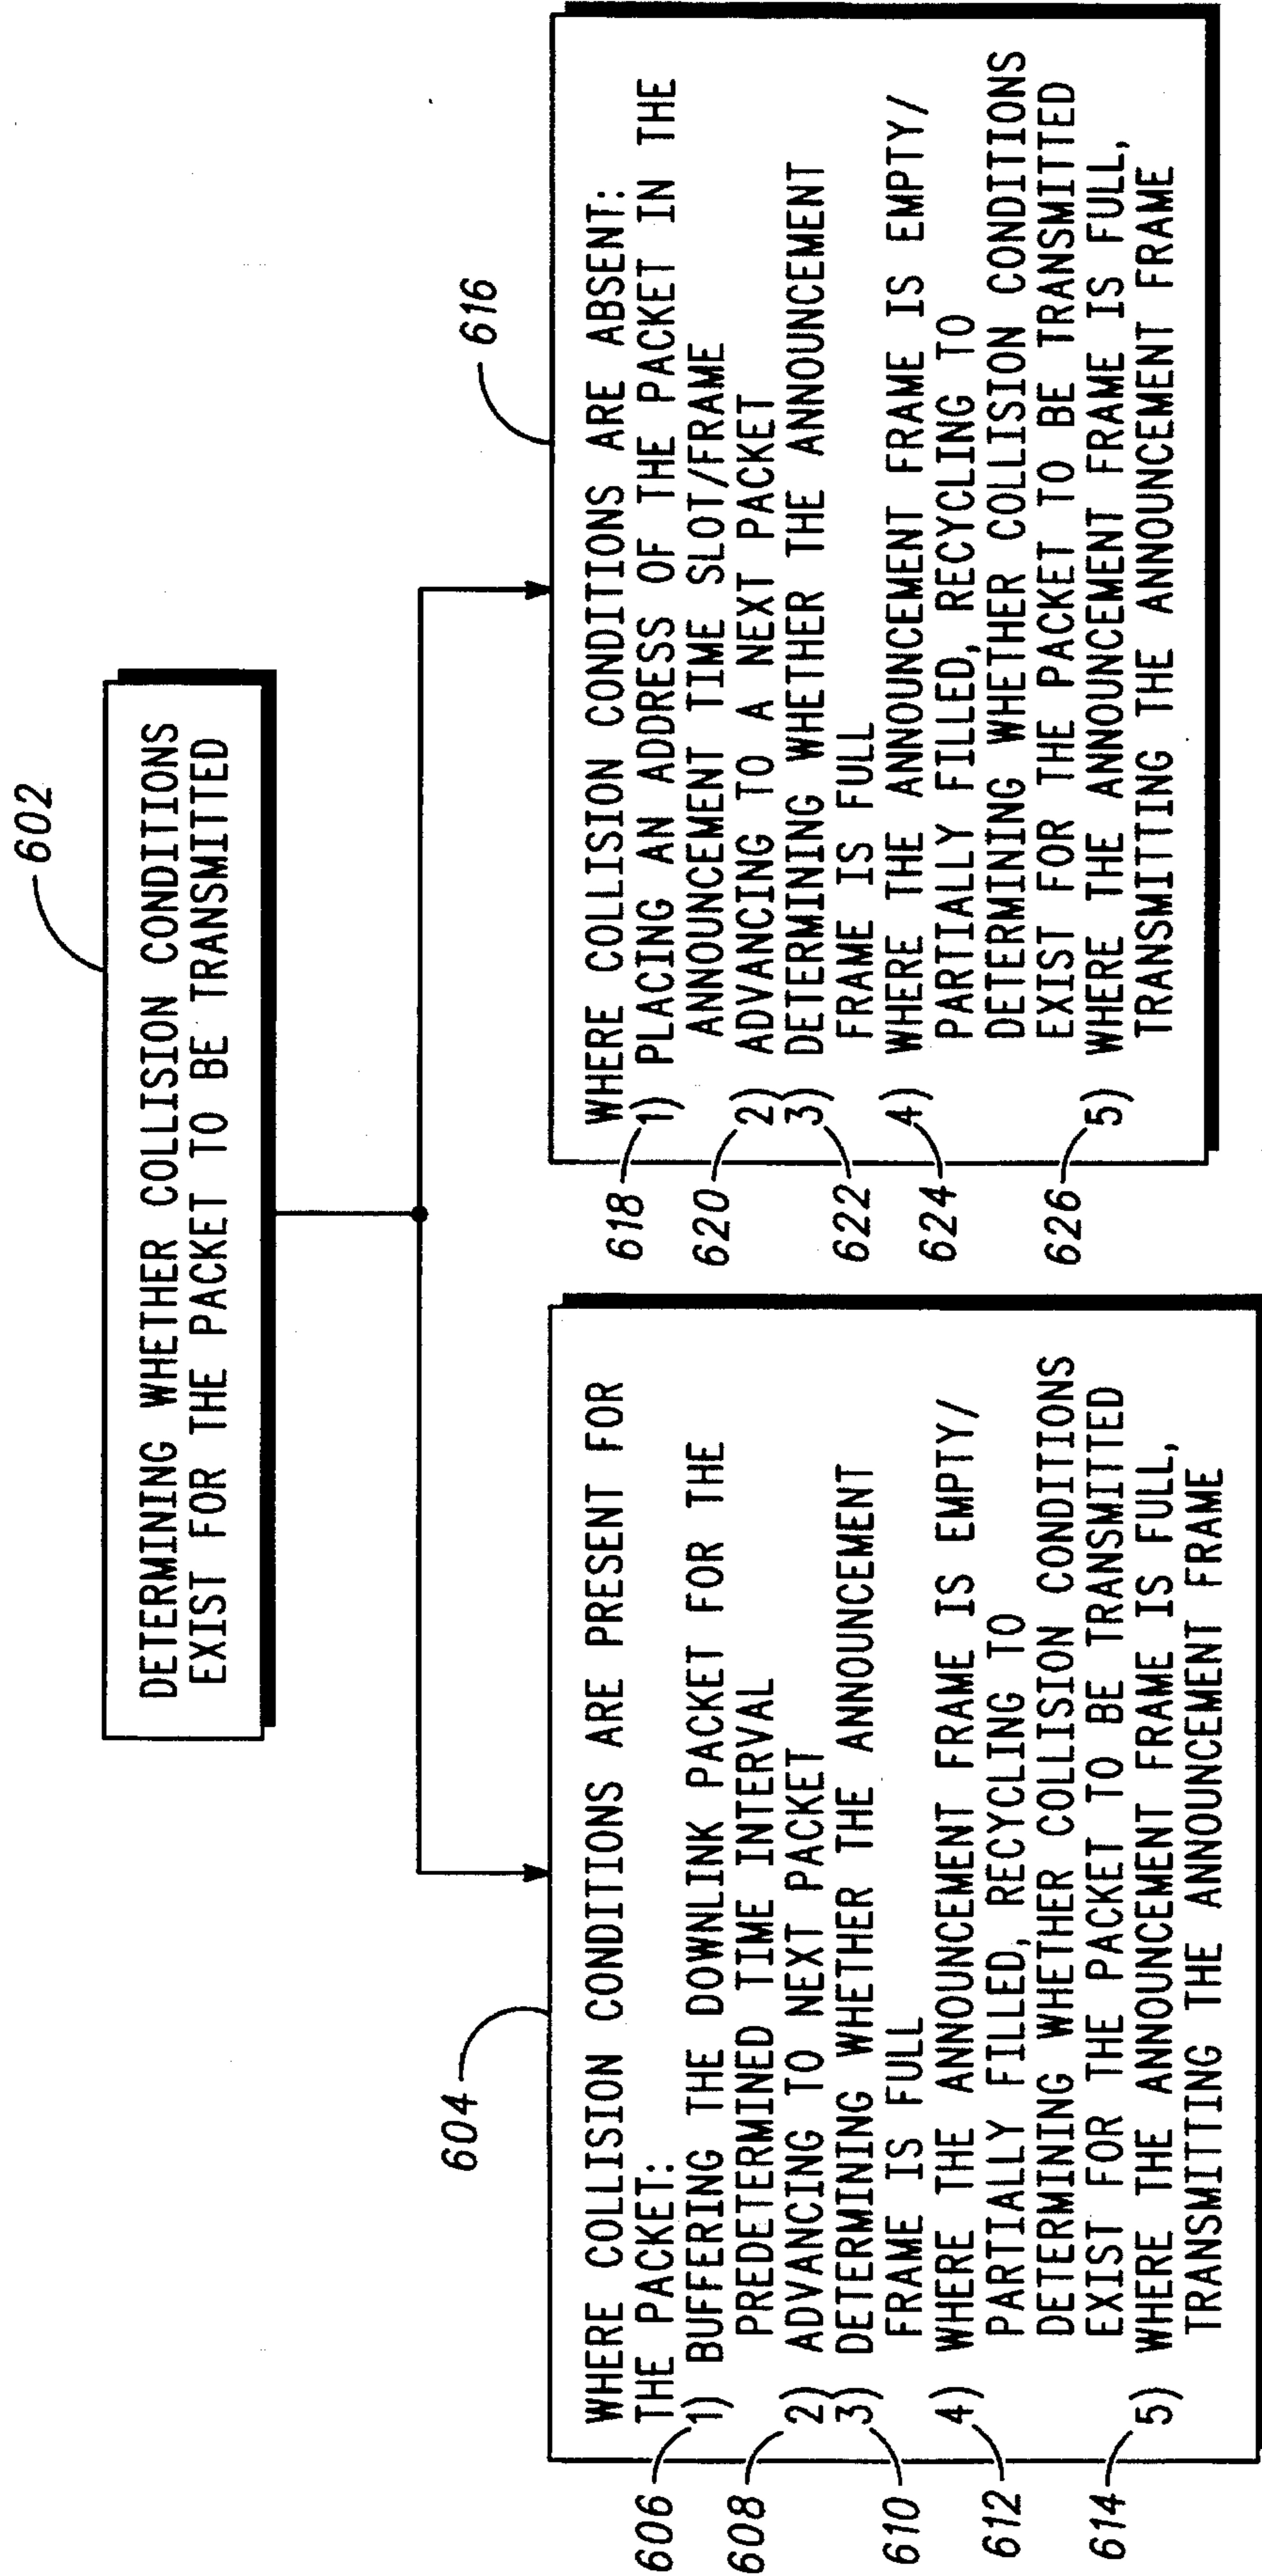 602
DETERMINING WHETHER COLLISION CONDITIONS
EXIST FOR THE PACKET TO BE TRANSMITTED
604
WHERE COLLISION CONDITIONS ARE PRESENT FOR
THE PACKET:
606 1) BUFFERING THE DOWNLINK PACKET FOR THE
PREDETERMINED TIME INTERVAL
608 2) ADVANCING TO NEXT PACKET
610 3) DETERMINING WHETHER THE ANNOUNCEMENT
FRAME IS FULL
612 4) WHERE THE ANNOUNCEMENT FRAME IS EMPTY/
PARTIALLY FILLED, RECYCLING TO
DETERMINING WHETHER COLLISION CONDITIONS
EXIST FOR THE PACKET TO BE TRANSMITTED
614 5) WHERE THE ANNOUNCEMENT FRAME IS FULL,
TRANSMITTING THE ANNOUNCEMENT FRAME
616
WHERE COLLISION CONDITIONS ARE ABSENT:
618 1) PLACING AN ADDRESS OF THE PACKET IN THE
ANNOUNCEMENT TIME SLOT/FRAME
620 2) ADVANCING TO A NEXT PACKET
622 3) DETERMINING WHETHER THE ANNOUNCEMENT
FRAME IS FULL
624 4) WHERE THE ANNOUNCEMENT FRAME IS EMPTY/
PARTIALLY FILLED, RECYCLING TO
DETERMINING WHETHER COLLISION CONDITIONS
EXIST FOR THE PACKET TO BE TRANSMITTED
626 5) WHERE THE ANNOUNCEMENT FRAME IS FULL,
TRANSMITTING THE ANNOUNCEMENT FRAME